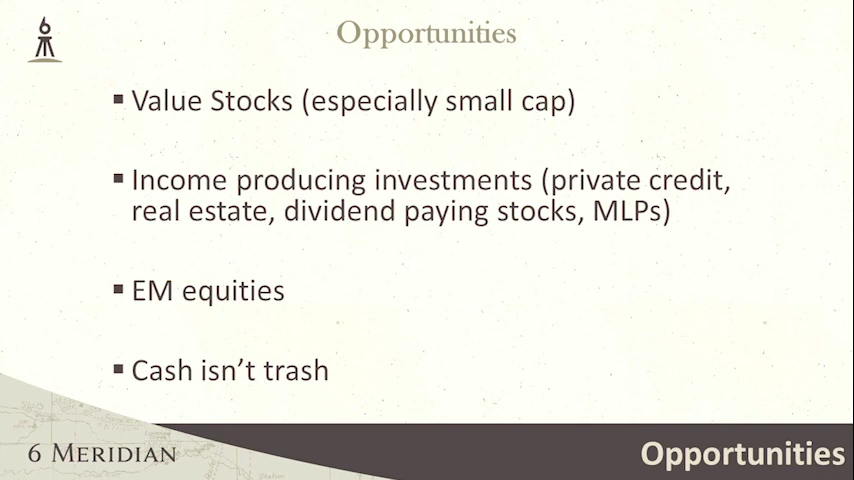 Opportunities
▪ Value Stocks (especially small cap)
▪ Income producing investments (private credit,
real estate, dividend paying stocks, MLPs)
▪ EM equities
▪ Cash isn’t trash
6 MERIDIAN
Opportunities